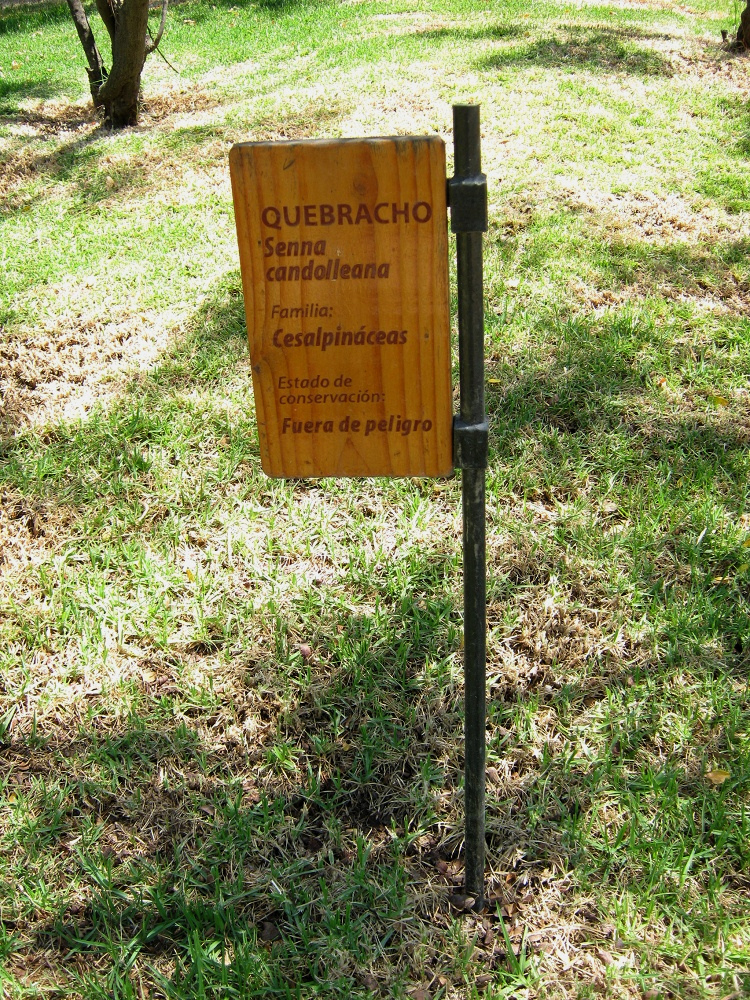 QUEBRACHO
Senna
candolleana
Familia:
Cesalpináceas
Estado de
conservación:
Fuera de peligro